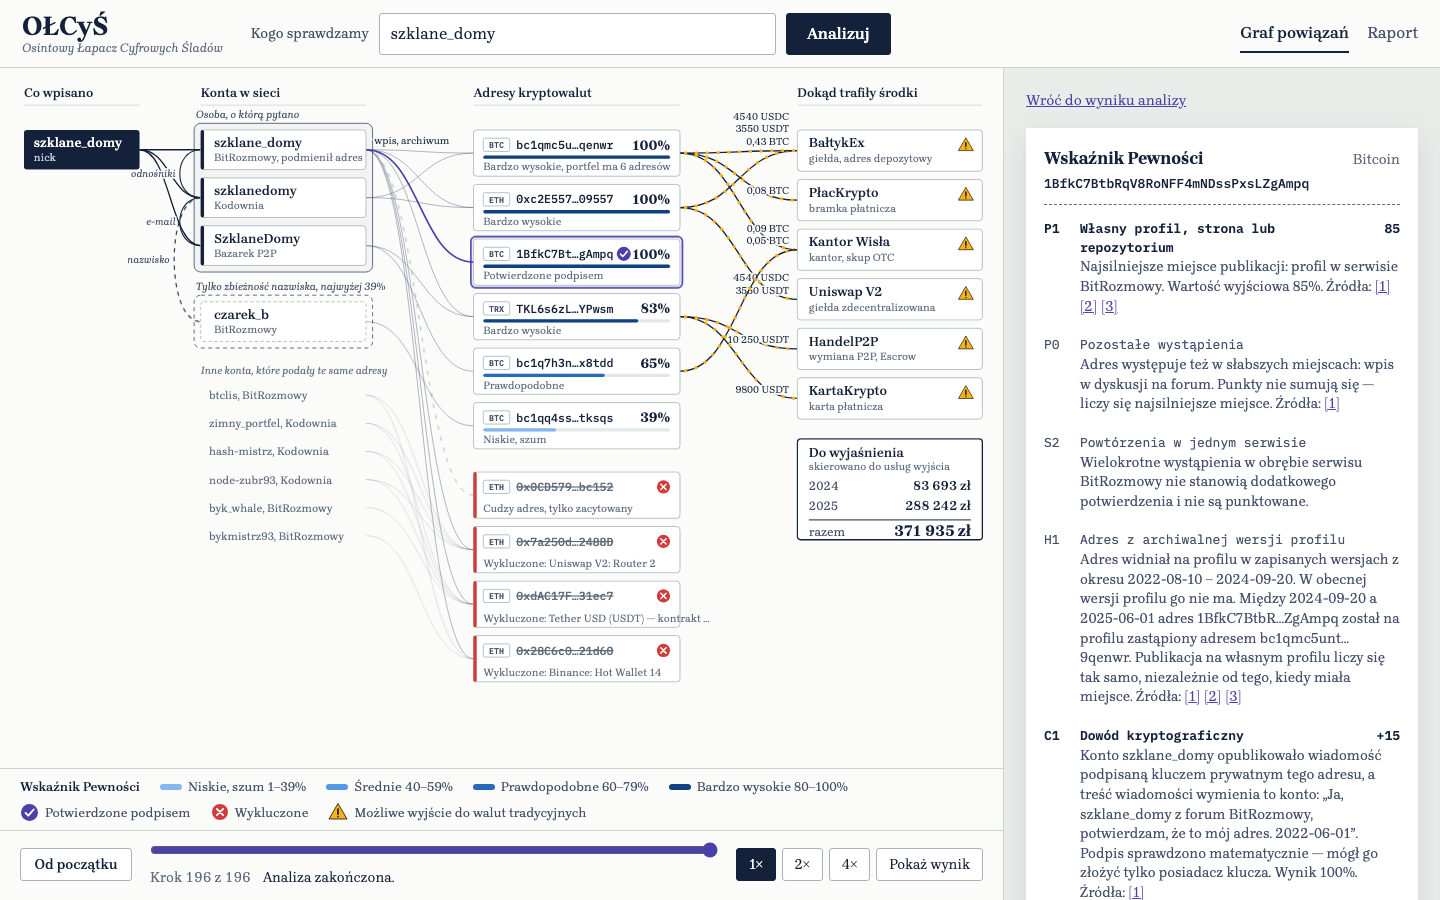 OŁCyŚ
Osintowy Łapacz Cyfrowych Śladów
Kogo sprawdzamy
szklane_domy
Analizuj
Graf powiązań
Raport
Co wpisano
szklane_domy
nick
odnośniki
e-mail
nazwisko
Konta w sieci
Osoba, o którą pytano
szklane_domy
BitRozmowy, podmienił adres
szklanedomy
Kodownia
SzklaneDomy
Bazarek P2P
Tylko zbieżność nazwiska, najwyżej 39%
czarek_b
BitRozmowy
Inne konta, które podały te same adresy
btclis, BitRozmowy
zimny_portfel, Kodownia
hash-mistrz, Kodownia
node-zubr93, Kodownia
byk_whale, BitRozmowy
bykmistrz93, BitRozmowy
wpis, archiwum
Adresy kryptowalut
BTC bc1qmc5u…qenwr 100%
Bardzo wysokie, portfel ma 6 adresów
ETH 0xc2E557…09557 100%
Bardzo wysokie
BTC 1BfkC7Bt…gAmpq 100%
Potwierdzone podpisem
TRX TKL6s6zL…YPwsm 83%
Bardzo wysokie
BTC bc1q7h3n…x8tdd 65%
Prawdopodobne
BTC bc1qq4ss…tksqs 39%
Niskie, szum
ETH 0x0CD579…bc152
Cudzy adres, tylko zacytowany
ETH 0x7a250d…2488D
Wykluczone: Uniswap V2: Router 2
ETH 0xdAC17F…31ec7
Wykluczone: Tether USD (USDT) — kontrakt …
ETH 0x28C6c0…21d60
Wykluczone: Binance: Hot Wallet 14
Dokąd trafiły środki
4540 USDC
3550 USDT
0,43 BTC
0,08 BTC
0,09 BTC
0,05 BTC
4540 USDC
3550 USDT
10 250 USDT
9800 USDT
BałtykEx
giełda, adres depozytowy
PłacKrypto
bramka płatnicza
Kantor Wisła
kantor, skup OTC
Uniswap V2
giełda zdecentralizowana
HandelP2P
wymiana P2P, Escrow
KartaKrypto
karta płatnicza
Do wyjaśnienia
skierowano do usług wyjścia
2024 83 693 zł
2025 288 242 zł
razem 371 935 zł
Wskaźnik Pewności
Niskie, szum 1–39%
Średnie 40–59%
Prawdopodobne 60–79%
Bardzo wysokie 80–100%
Potwierdzone podpisem
Wykluczone
Możliwe wyjście do walut tradycyjnych
Od początku
Krok 196 z 196 Analiza zakończona.
1×
2×
4×
Pokaż wynik
Wróć do wyniku analizy
Wskaźnik Pewności
Bitcoin
1BfkC7BtbRqV8RoNFF4mNDssPxsLZgAmpq
P1 Własny profil, strona lub 85
repozytorium
Najsilniejsze miejsce publikacji: profil w serwisie
BitRozmowy. Wartość wyjściowa 85%. Źródła: [1]
[2] [3]
P0 Pozostałe wystąpienia
Adres występuje też w słabszych miejscach: wpis
w dyskusji na forum. Punkty nie sumują się —
liczy się najsilniejsze miejsce. Źródła: [1]
S2 Powtórzenia w jednym serwisie
Wielokrotne wystąpienia w obrębie serwisu
BitRozmowy nie stanowią dodatkowego
potwierdzenia i nie są punktowane.
H1 Adres z archiwalnej wersji profilu
Adres widniał na profilu w zapisanych wersjach z
okresu 2022-08-10 – 2024-09-20. W obecnej
wersji profilu go nie ma. Między 2024-09-20 a
2025-06-01 adres 1BfkC7BtbR…ZgAmpq został na
profilu zastąpiony adresem bc1qmc5unt…
9qenwr. Publikacja na własnym profilu liczy się
tak samo, niezależnie od tego, kiedy miała
miejsce. Źródła: [1] [2] [3]
C1 Dowód kryptograficzny +15
Konto szklane_domy opublikowało wiadomość
podpisaną kluczem prywatnym tego adresu, a
treść wiadomości wymienia to konto: „Ja,
szklane_domy z forum BitRozmowy,
potwierdzam, że to mój adres. 2022-06-01”.
Podpis sprawdzono matematycznie — mógł go
złożyć tylko posiadacz klucza. Wynik 100%.
Źródła: [1]